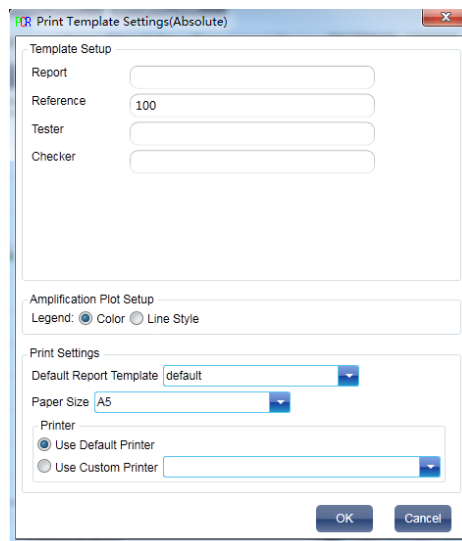 PCR Print Template Settings(Absolute)
Template Setup
Report
Reference 100
Tester
Checker
Amplification Plot Setup
Legend: Color Line Style
Print Settings
Default Report Template default
Paper Size A5
Printer
Use Default Printer
Use Custom Printer
OK Cancel